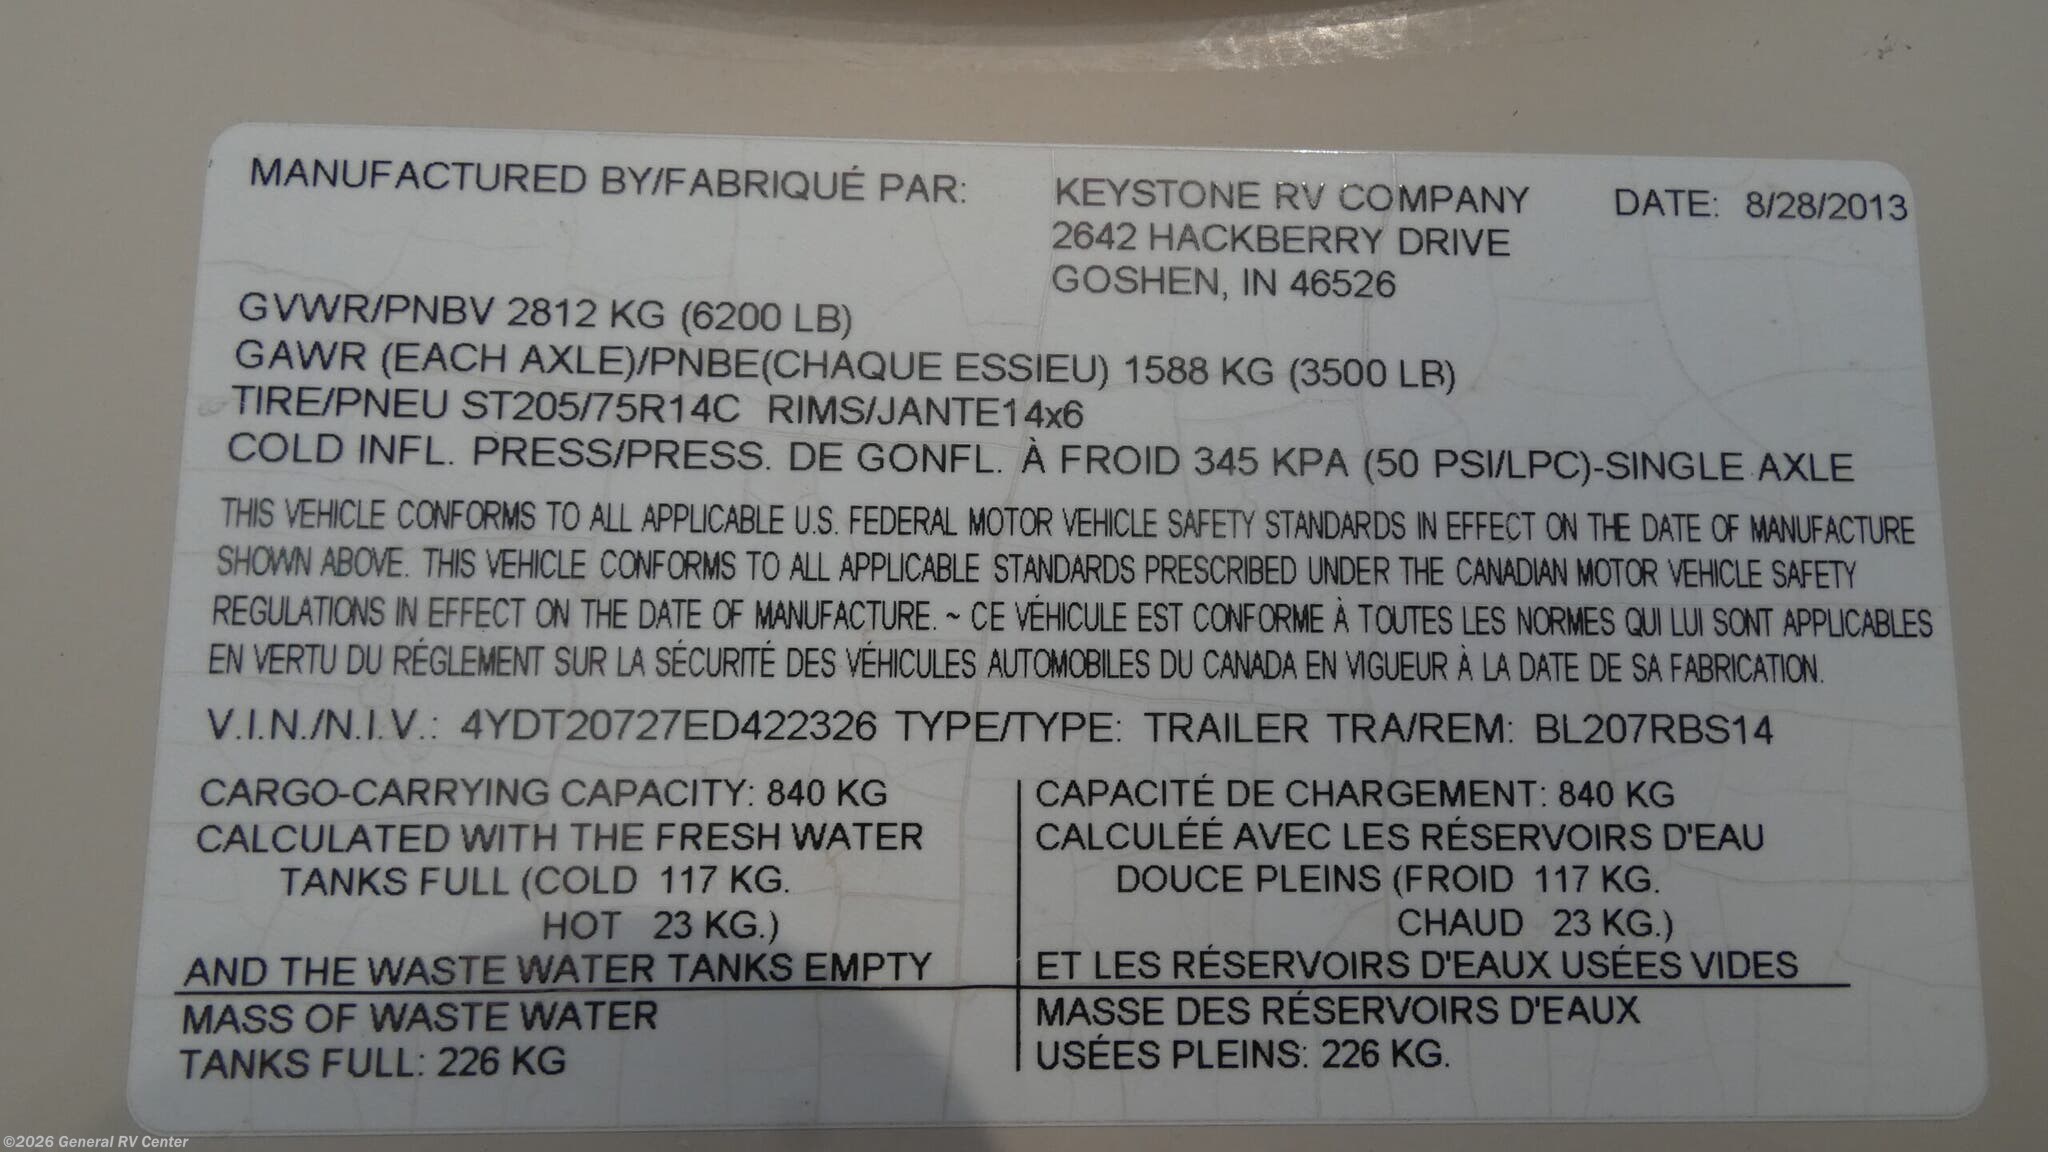 MANUFACTURED BY/FABRIQUÉ PAR: KEYSTONE RV COMPANY DATE: 8/28/2013
2642 HACKBERRY DRIVE
GOSHEN, IN 46526
GVWR/PNBV 2812 KG (6200 LB)
GAWR (EACH AXLE)/PNBE(CHAQUE ESSIEU) 1588 KG (3500 LB)
TIRE/PNEU ST205/75R14C RIMS/JANTE14x6
COLD INFL. PRESS/PRESS. DE GONFL. À FROID 345 KPA (50 PSI/LPC)-SINGLE AXLE
THIS VEHICLE CONFORMS TO ALL APPLICABLE U.S. FEDERAL MOTOR VEHICLE SAFETY STANDARDS IN EFFECT ON THE DATE OF MANUFACTURE
SHOWN ABOVE. THIS VEHICLE CONFORMS TO ALL APPLICABLE STANDARDS PRESCRIBED UNDER THE CANADIAN MOTOR VEHICLE SAFETY
REGULATIONS IN EFFECT ON THE DATE OF MANUFACTURE. ~ CE VÉHICULE EST CONFORME À TOUTES LES NORMES QUI LUI SONT APPLICABLES
EN VERTU DU RÉGLEMENT SUR LA SÉCURITÉ DES VÉHICULES AUTOMOBILES DU CANADA EN VIGUEUR À LA DATE DE SA FABRICATION.
V.I.N./N.I.V.: 4YDT20727ED422326 TYPE/TYPE: TRAILER TRA/REM: BL207RBS14
CARGO-CARRYING CAPACITY: 840 KG
CALCULATED WITH THE FRESH WATER
TANKS FULL (COLD 117 KG.
HOT 23 KG.)
AND THE WASTE WATER TANKS EMPTY
MASS OF WASTE WATER
TANKS FULL: 226 KG
CAPACITÉ DE CHARGEMENT: 840 KG
CALCULÉÉ AVEC LES RÉSERVOIRS D'EAU
DOUCE PLEINS (FROID 117 KG.
CHAUD 23 KG.)
ET LES RÉSERVOIRS D'EAUX USÉES VIDES
MASSE DES RÉSERVOIRS D'EAUX
USÉES PLEINS: 226 KG.
©2026 General RV Center